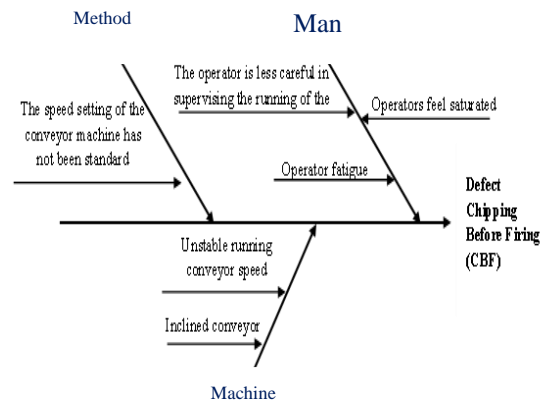 Method
Man
The operator is less careful in
supervising the running of the
Operators feel saturated
The speed setting of the
conveyor machine has
not been standard
Operator fatigue
Defect
Chipping
Before Firing
(CBF)
Unstable running
conveyor speed
Inclined conveyor
Machine